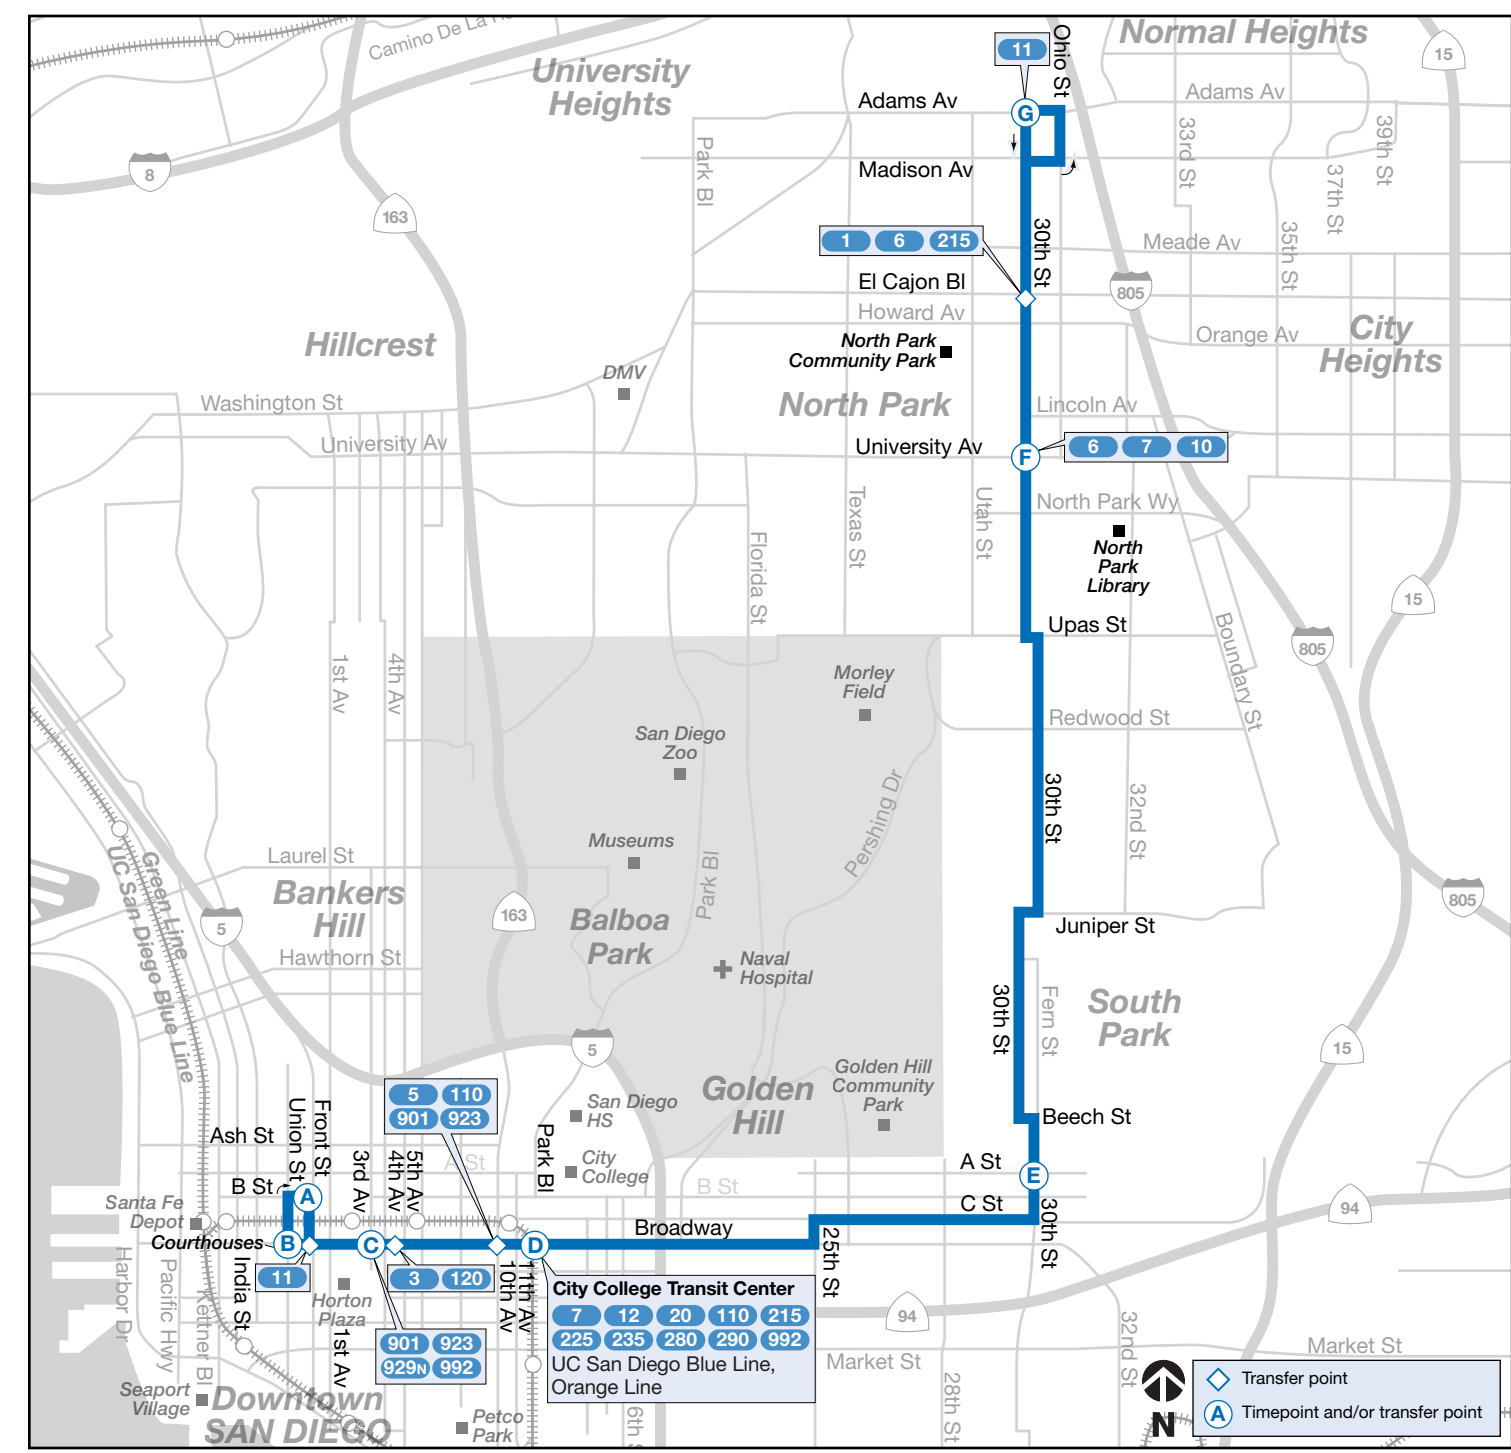 Camino De La
Ohio St
Normal Heights
15
11
University
Heights
Adams Av
Adams Av
G
33rd St
39th St
Park Bl
Madison Av
8
37th St
163
30th St
1 6 215
Meade Av
35th St
El Cajon Bl
805
Howard Av
Hillcrest
North Park
Community Park
Orange Av
City
Heights
DMV
North Park
Washington St
Lincoln Av
University Av
University Av
F
6 7 10
Texas St
Utah St
North Park Wy
Florida St
North
Park
Library
15
Upas St
Boundary St
805
1st Av
4th Av
Morley
Field
Redwood St
San Diego
Zoo
30th St
32nd St
Pershing Dr
Museums
Laurel St
Green Line
UC San Diego Blue Line
Bankers
Hill
Park Bl
805
163
5
Balboa
Park
Juniper St
Hawthorn St
Naval
Hospital
30th St
Fern St
South
Park
5
15
Golden Hill
Community
Park
Golden
Hill
5 110
901 923
San Diego
HS
Union St
Front St
Beech St
Ash St
Park Bl
3rd Av
4th Av
5th Av
A St
City
College
A St
E
B St
A
B St
Santa Fe
Depot
C St
30th St
94
Broadway
Courthouses
B
C
D
25th St
11
3 120
10th Av
11th Av
City College Transit Center
7 12 20 110 215
225 235 280 290 992
UC San Diego Blue Line,
Orange Line
Harbor Dr
Pacific Hwy
Kettner Bl
India St
Horton
Plaza
1st Av
901 923
929N 992
94
32nd St
Market St
Market St
28th St
Seaport
Village
Downtown
SAN DIEGO
Petco
Park
16th S
N
Transfer point
A
Timepoint and/or transfer point